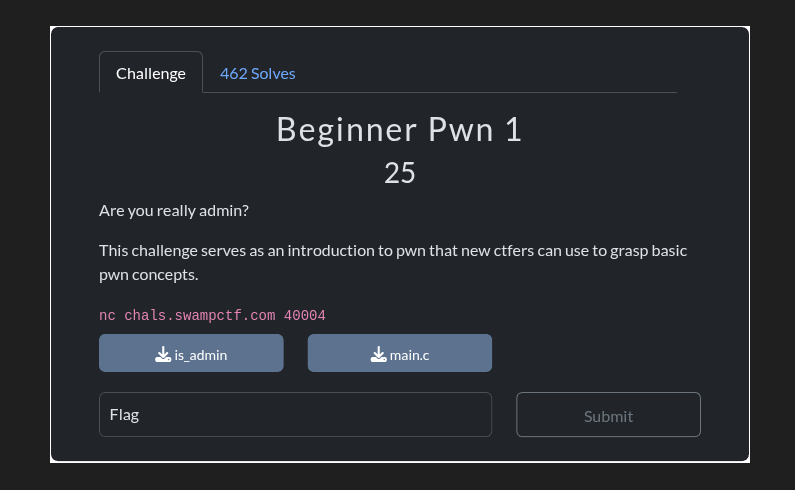 Challenge
462 Solves
Beginner Pwn 1
25
Are you really admin?
This challenge serves as an introduction to pwn that new ctfers can use to grasp basic
pwn concepts.
nc chals.swampctf.com 40004
is_admin
main.c
Flag
Submit